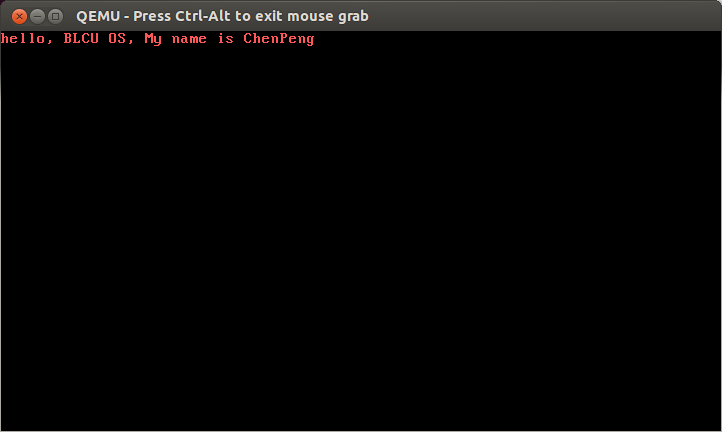 QEMU - Press Ctrl-Alt to exit mouse grab
hello, BLCU OS, My name is ChenPeng